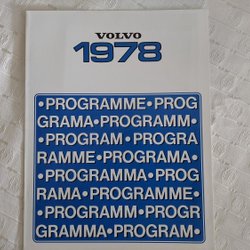 VOLVO
1978
•PROGRAMME•PROG
GRAMA•PROGRAMM•
•PROGRAM•PROGRA
RAMME•PROGRAMA•
•PROGRAMMA•PROG
RAMA•PROGRAMME•
•PROGRAMM•PROGR
GRAMMA•PROGRAM•